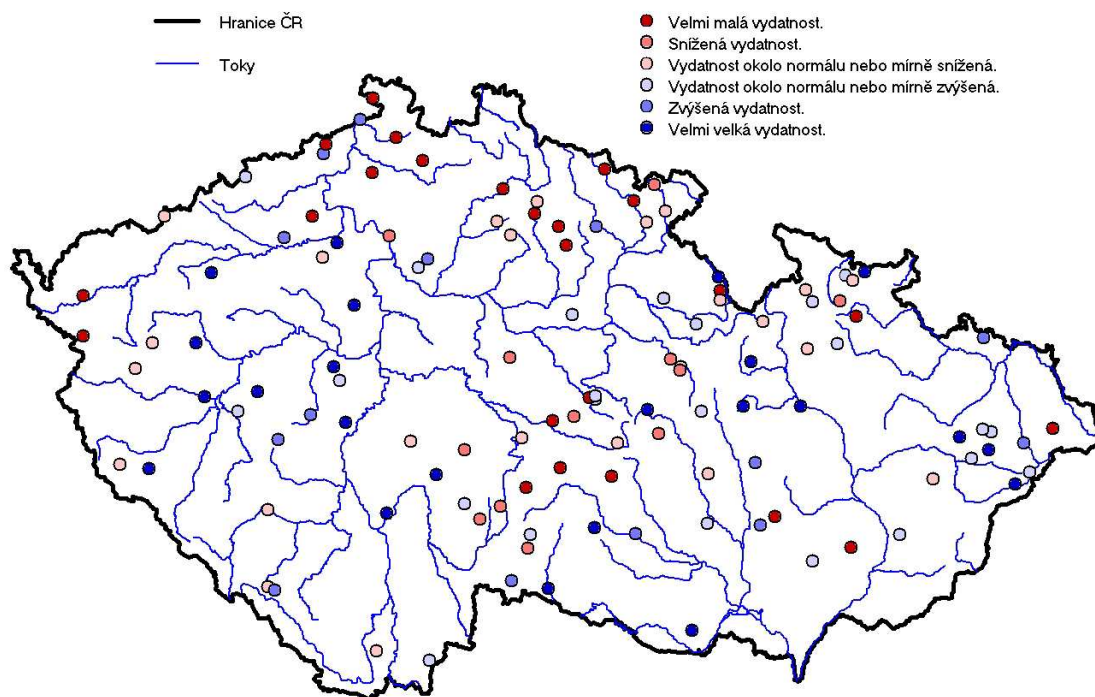 Hranice ČR
Toky
Velmi malá vydatnost.
Snížená vydatnost.
Vydatnost okolo normálu nebo mírně snížená.
Vydatnost okolo normálu nebo mírně zvýšená.
Zvýšená vydatnost.
Velmi velká vydatnost.